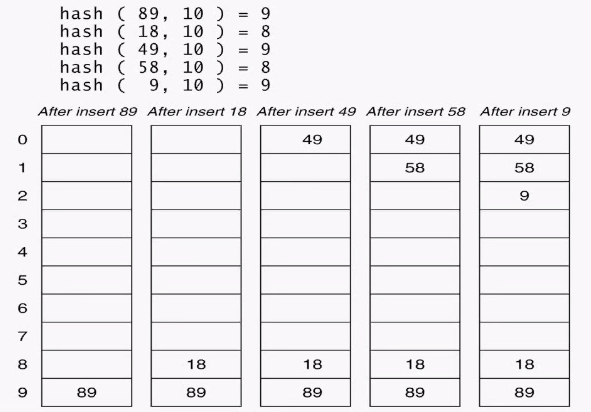 hash ( 89, 10 ) = 9
hash ( 18, 10 ) = 8
hash ( 49, 10 ) = 9
hash ( 58, 10 ) = 8
hash (  9, 10 ) = 9
After insert 89 After insert 18 After insert 49 After insert 58 After insert 9
0 49 49 49
1 58 58
2 9
3
4
5
6
7
8 18 18 18 18
9 89 89 89 89 89